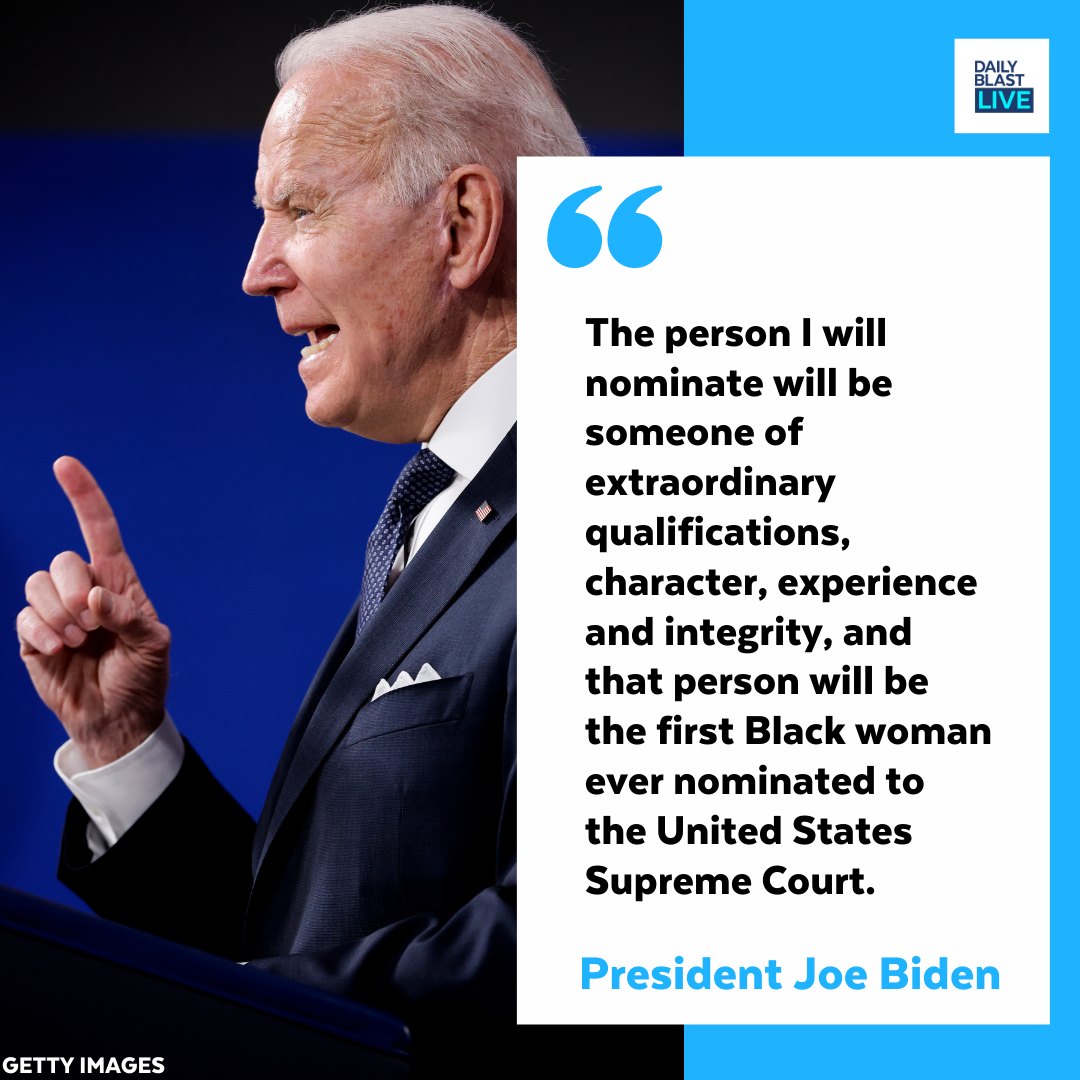 DAILY
BLAST
LIVE
“
The person I will
nominate will be
someone of
extraordinary
qualifications,
character, experience
and integrity, and
that person will be
the first Black woman
ever nominated to
the United States
Supreme Court.
President Joe Biden
GETTY IMAGES